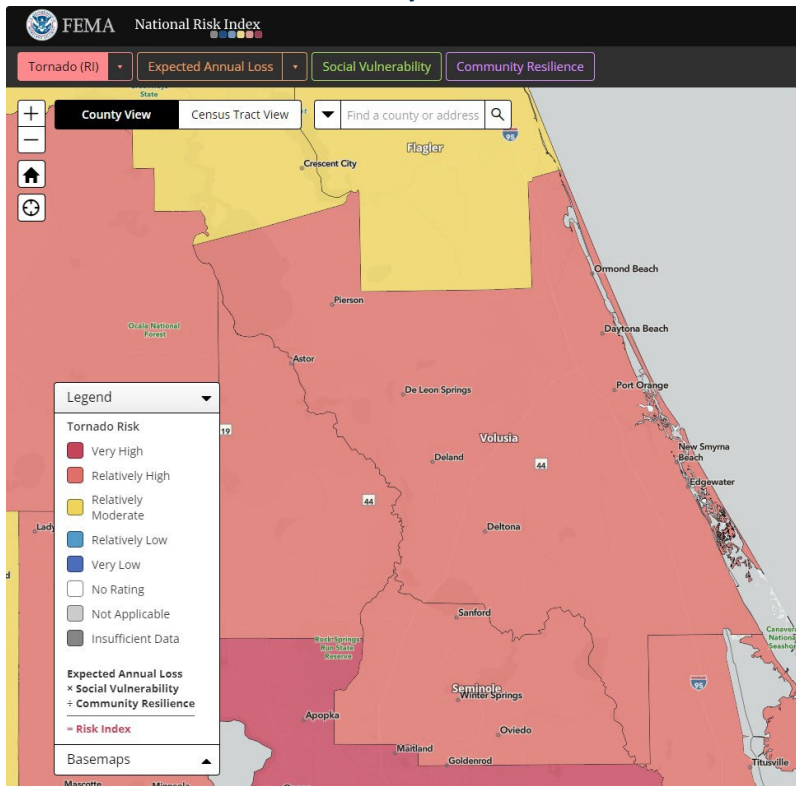 FEMA National Risk Index
Tornado (RI)
Expected Annual Loss
Social Vulnerability
Community Resilience
State
County View
Census Tract View
Find a county or address
Flagler
95
Crescent City
Ormond Beach
Pierson
Ocala National
Forest
Daytona Beach
Astor
De Leon Springs
Port Orange
19
Volusia
New Smyrna
Beach
Deland
44
Edgewater
44
Deltona
Sanford
Rock Springs
Run State
Reserve
Canaveral
National
Seashore
95
Seminole
Winter Springs
Apopka
Oviedo
Maitland
Goldenrod
Titusville
Mascotte
Lady
Legend
Tornado Risk
Very High
Relatively High
Relatively
Moderate
Relatively Low
Very Low
No Rating
Not Applicable
Insufficient Data
Expected Annual Loss
× Social Vulnerability
÷ Community Resilience
= Risk Index
Basemaps